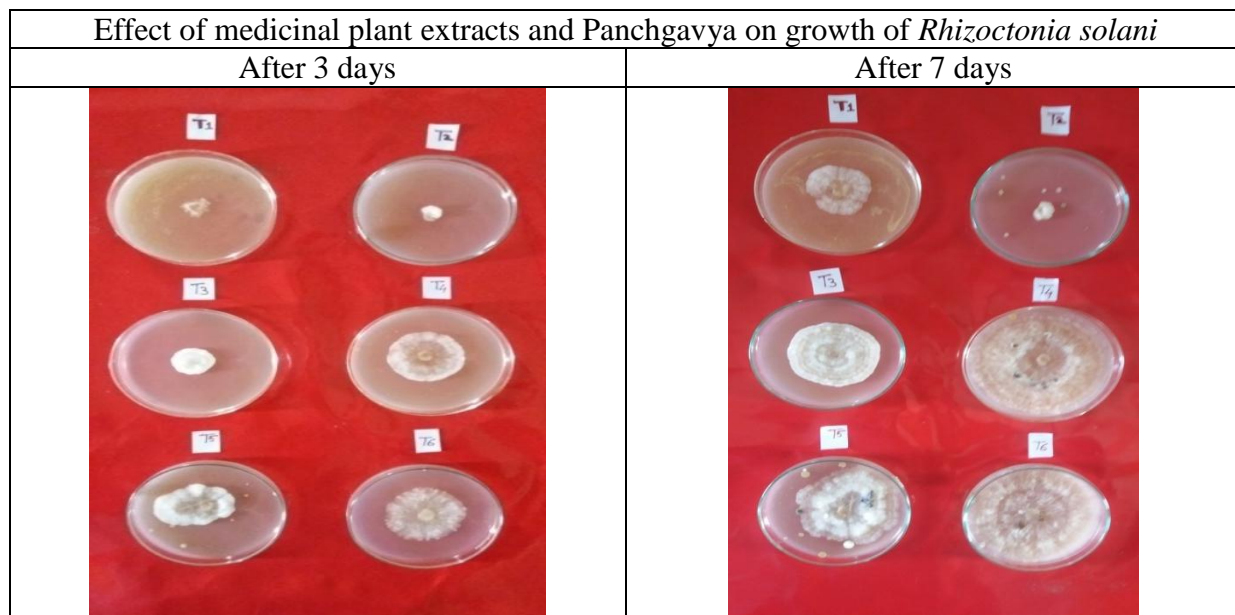 Effect of medicinal plant extracts and Panchgavya on growth of Rhizoctonia solani
After 3 days
After 7 days
T1
T2
T3
T4
T5
T6
T1
T2
T3
T4
T5
T6